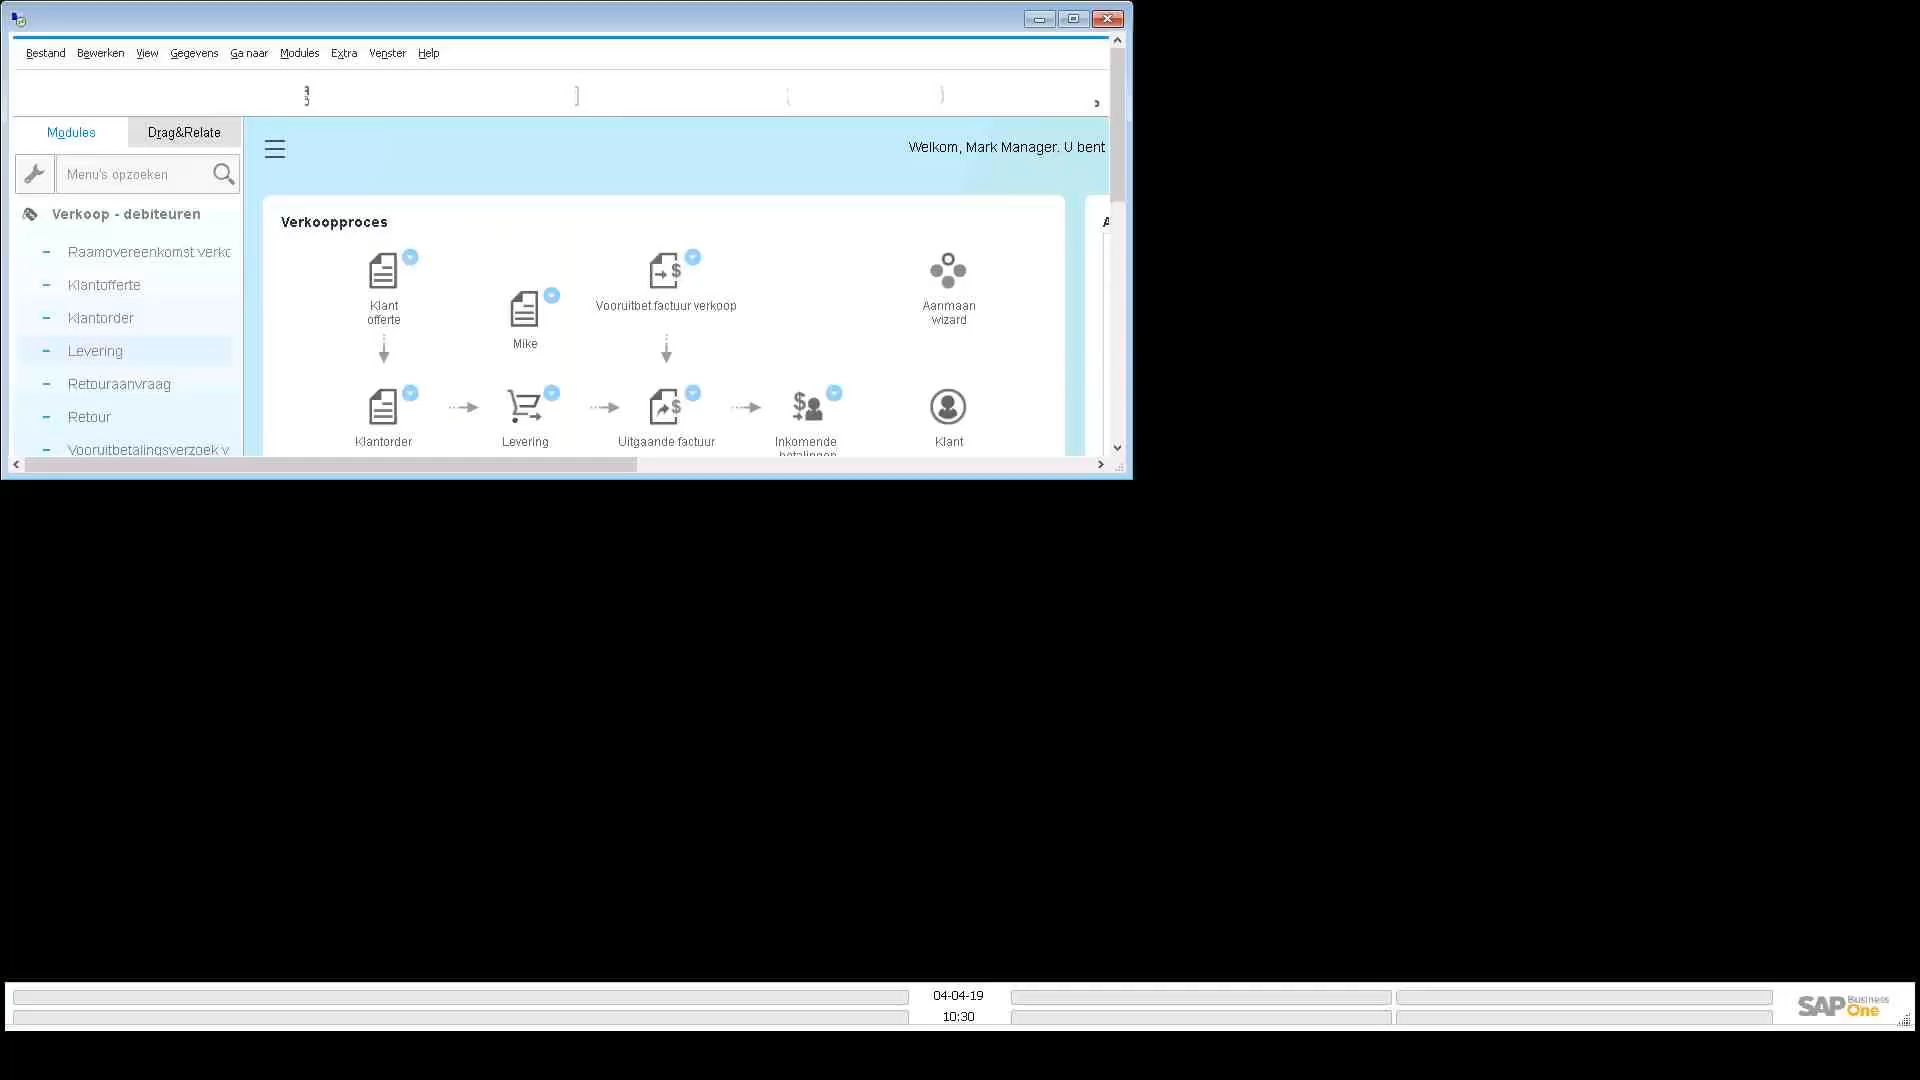 Bestand Bewerken View Gegevens Ga naar Modules Extra Venster Help
Modules Drag&Relate
Welkom, Mark Manager. U bent
Menu's opzoeken
Verkoop - debiteuren
Raamovereenkomst verko
Klantofferte
Klantorder
Levering
Retouraanvraag
Retour
Vooruitbetalingsverzoek v
Verkoopproces
A
Klant
offerte
Mike
Vooruitbet.factuur verkoop
Aanmaan
wizard
Klantorder
Levering
Uitgaande factuur
Inkomende
betalingen
Klant
04-04-19
10:30
SAP Business
One